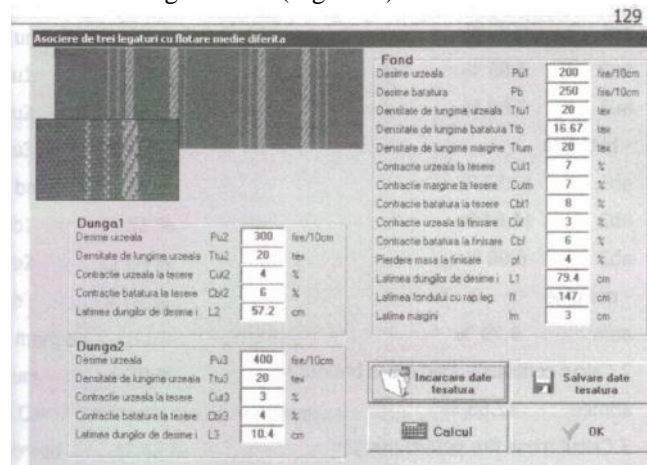 129
Asociere de trei legaturi cu flotare medie diferita
Fond
Desime urzeala Pu1 200 fire/10cm
Desime batatura Pb 250 fire/10cm
Densitate de lungime urzeala Ttu1 20 tex
Densitate de lungime batatura Ttb 16.67 tex
Densitate de lungime margine Ttum 20 tex
Contractie urzeala la tesere Cut1 7 %
Contractie margine la tesere Cutm 7 %
Contractie batatura la tesere Cbt1 8 %
Contractie urzeala la finisare Cuf 3 %
Contractie batatura la finisare Cbf 6 %
Pierdere masa la finisare pf 4 %
Latimea dungilor de desime i L1 79.4 cm
Latimea fondului cu rap leg 147 cm
Latime margini lm 3 cm
Dunga1
Desime urzeala Pu2 300 fire/10cm
Densitate de lungime urzeala Ttu2 20 tex
Contractie urzeala la tesere Cut2 4 %
Contractie batatura la tesere Cbt2 6 %
Latimea dungilor de desime i L2 57.2 cm
Dunga2
Desime urzeala Pu3 400 fire/10cm
Densitate de lungime urzeala Ttu3 20 tex
Contractie urzeala la tesere Cut3 3 %
Contractie batatura la tesere Cbt3 4 %
Latimea dungilor de desime i L3 10.4 cm
Incarcare date tesatura
Salvare date tesatura
Calcul
OK